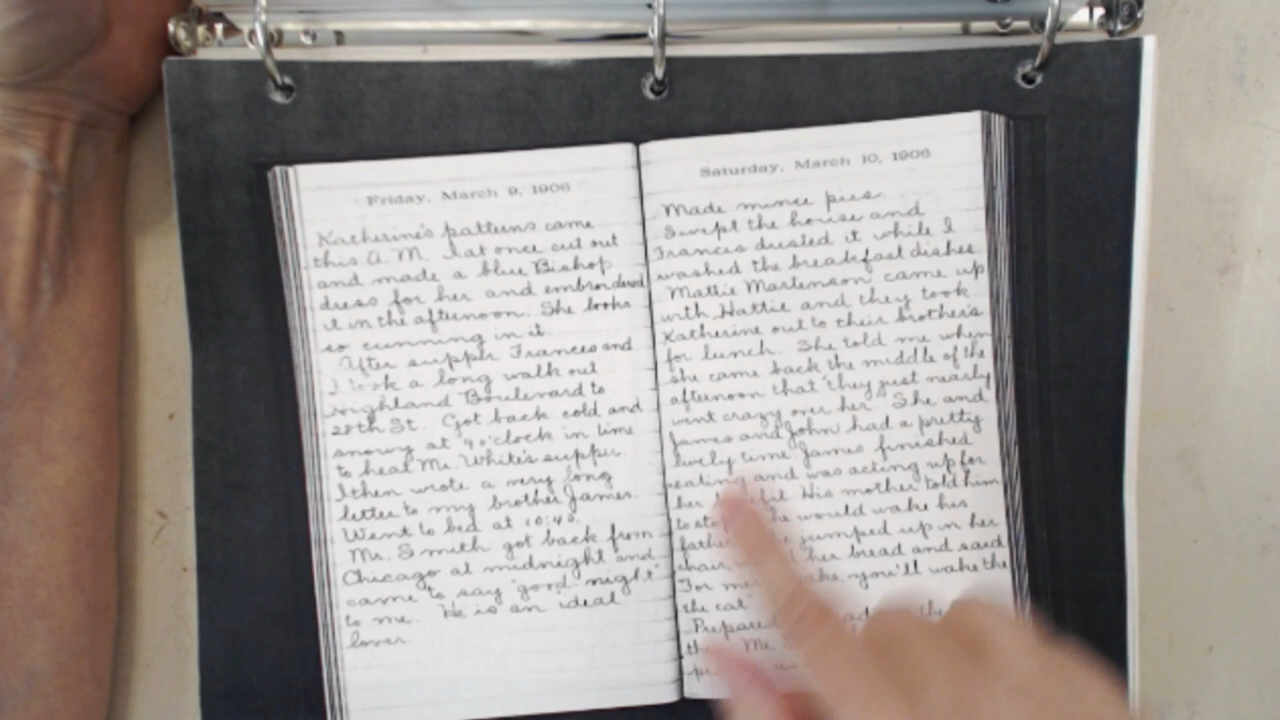 Friday, March 9, 1906
Katherine's patterns came
this A.M. I at once cut out
and made a blue Bishop
dress for her and embroidered
it in the afternoon. She looks
so cunning in it.
After supper Frances and
I took a long walk out
Highland Boulevard to
28th St. Got back cold and
snowy at 9 o'clock in time
to heat Mr. White's supper.
I then wrote a very long
letter to my brother James.
Went to bed at 10:45.
Mr. Smith got back from
Chicago at midnight and
came to say "good night"
to me. He is an ideal
lover.
Saturday, March 10, 1906
Made mince pies.
Swept the house and
Frances dusted it while I
washed the breakfast dishes
Mattie Martenson came up
with Hattie and they took
Katherine out to their brother's
for lunch. She told me when
she came back the middle of the
afternoon that "they just nearly
went crazy over her." She and
James and John had a pretty
lively time James finished
eating and was acting up for
her His mother told him
to stop he would wake his
father jumped up in her
chair her bread and said
For you'll wake the
the cat